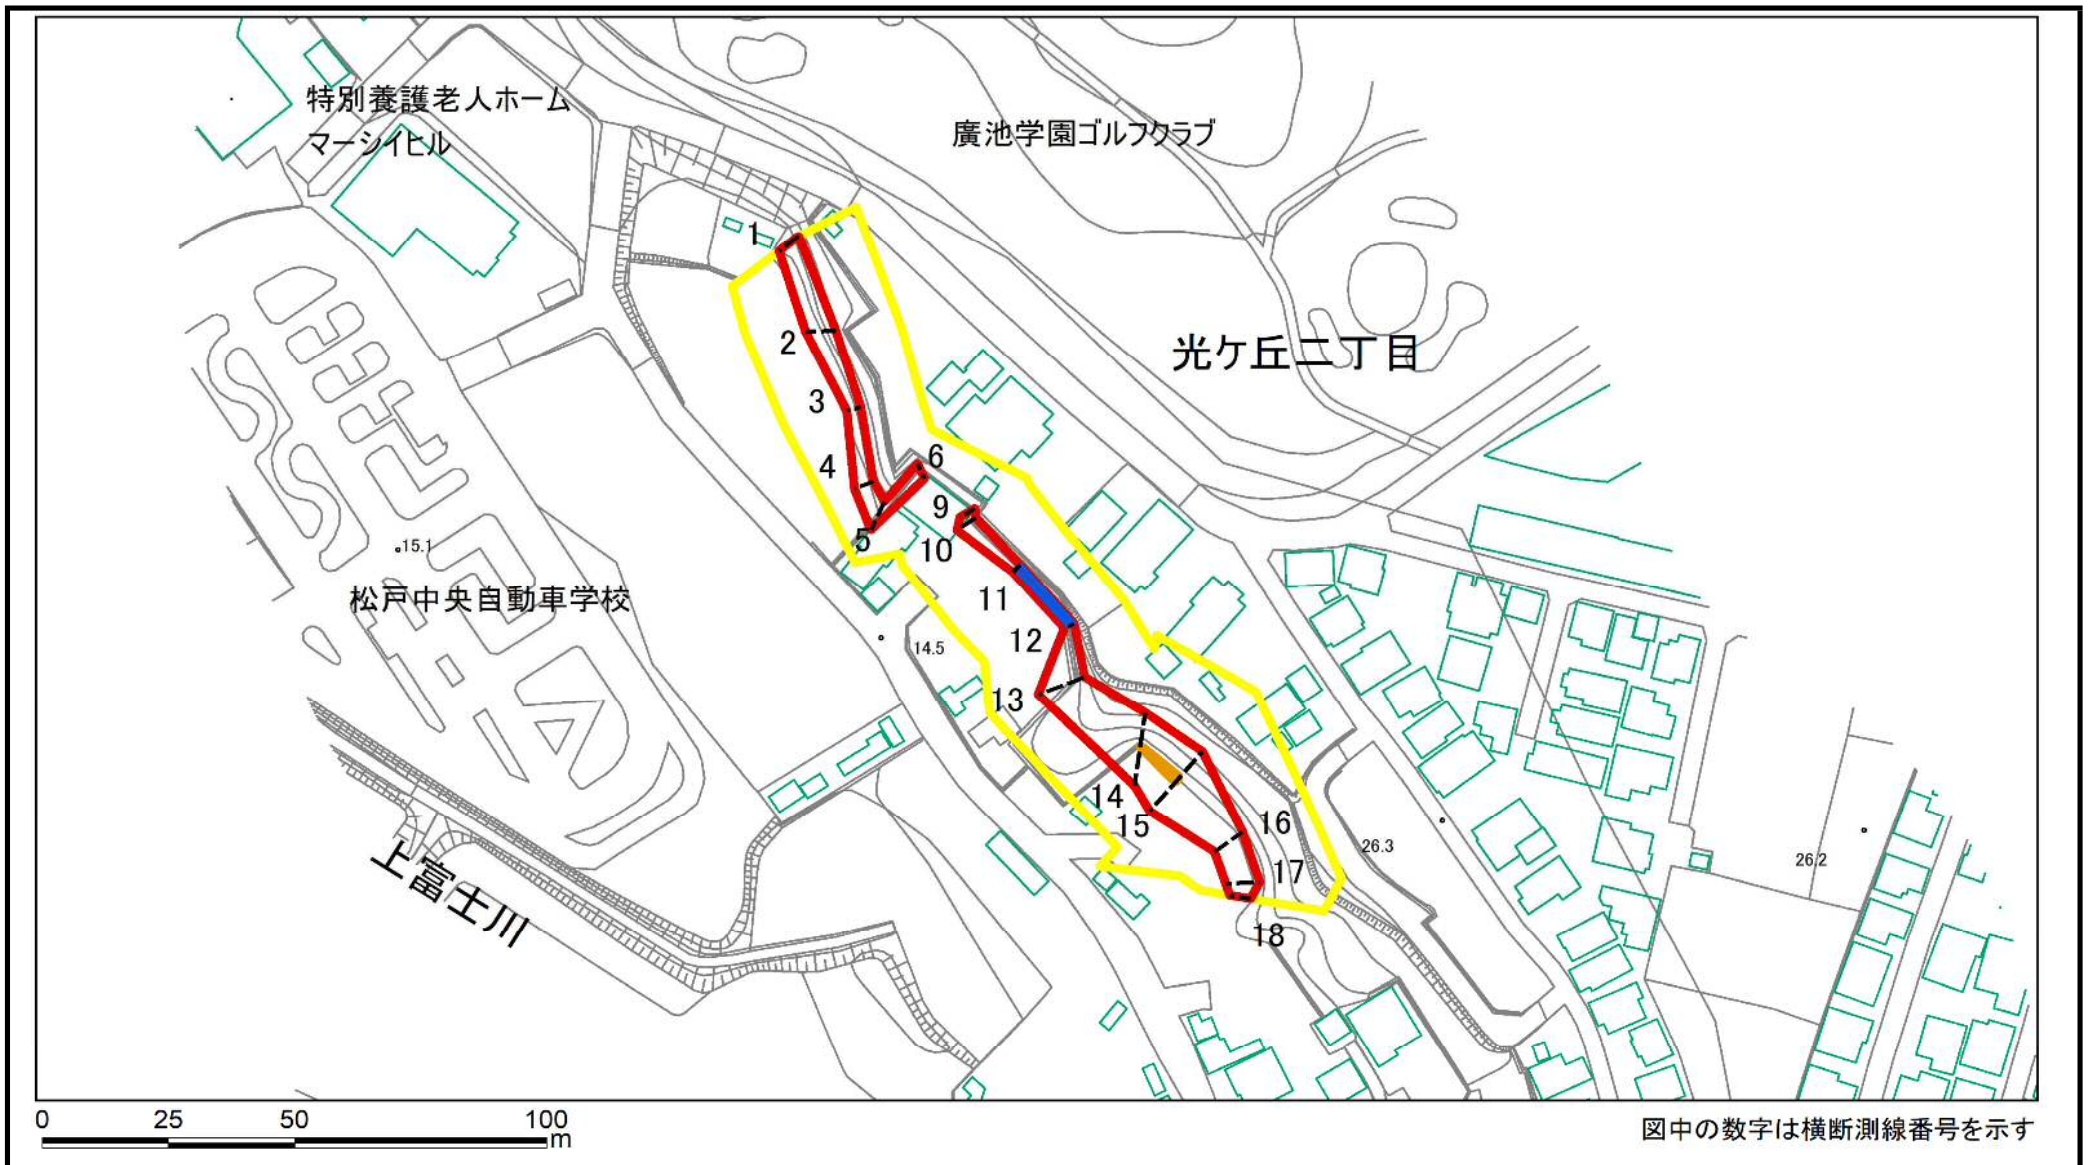 特別養護老人ホーム
マーシイヒル
廣池学園ゴルフクラブ
1
2
光ケ丘二丁目
3
4
6
9
5
10
15.1
松戸中央自動車学校
11
12
14.5
13
14
15
16
26.3
17
26.2
上富士川
18
0 25 50 100
m
図中の数字は横断測線番号を示す